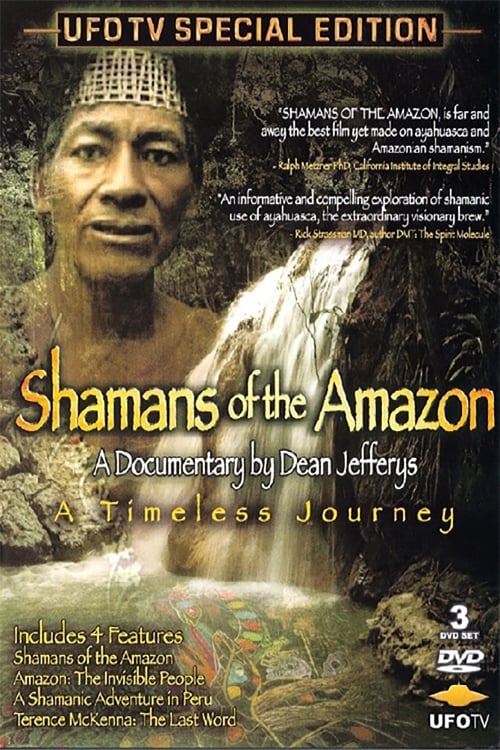 UFOTV SPECIAL EDITION
"SHAMANS OF THE AMAZON, is far and
away the best film yet made on ayahuasca and
Amazonian shamanism."
- Ralph Metzner PhD, California Institute of Integral Studies
"An informative and compelling exploration of shamanic
use of ayahuasca, the extraordinary visionary brew."
- Rick Strassman MD, author DMT: The Spirit Molecule
Shamans of the Amazon
A Documentary by Dean Jefferys
A Timeless Journey
Includes 4 Features
Shamans of the Amazon
Amazon: The Invisible People
A Shamanic Adventure in Peru
Terence McKenna: The Last Word
3
DVD SET
DVD
UFOTV